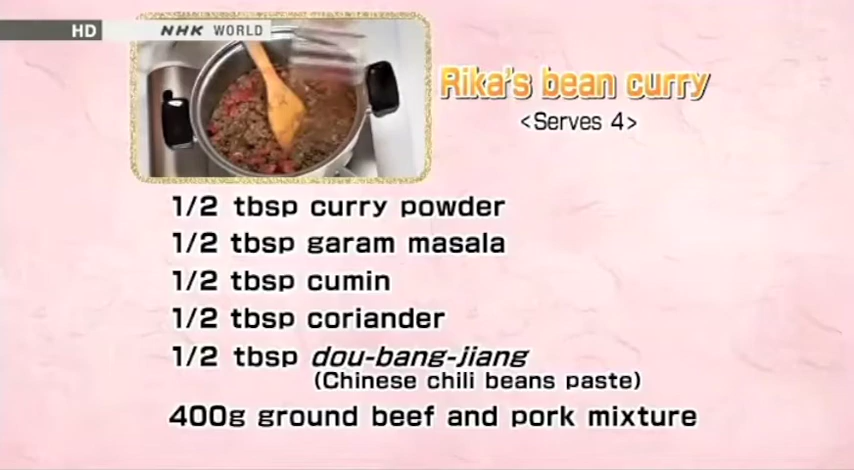 HD NHK WORLD
Rika's bean curry
<Serves 4>
1/2 tbsp curry powder
1/2 tbsp garam masala
1/2 tbsp cumin
1/2 tbsp coriander
1/2 tbsp dou-bang-jiang
(Chinese chili beans paste)
400g ground beef and pork mixture